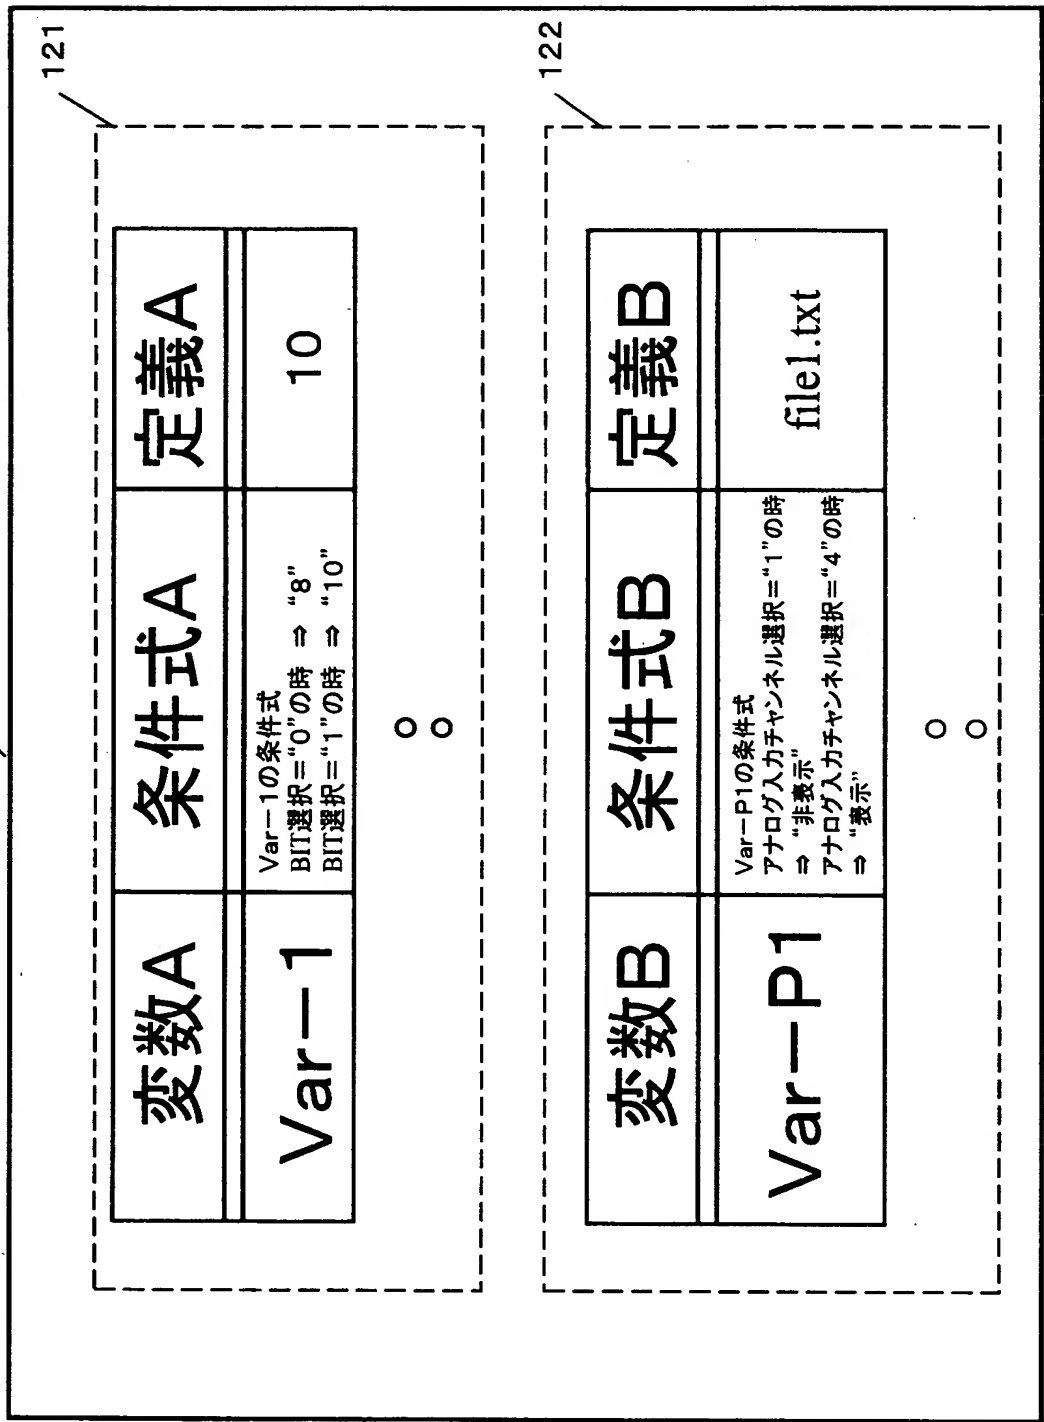 121
変数A 条件式A 定義A
Var－1
Var－1の条件式
BIT選択＝“0”の時 ⇒ “8”
BIT選択＝“1”の時 ⇒ “10”
10
122
変数B 条件式B 定義B
Var－P1
Var－P1の条件式
アナログ入力チャンネル選択＝“1”の時
⇒ “非表示”
アナログ入力チャンネル選択＝“4”の時
⇒ “表示”
file1.txt